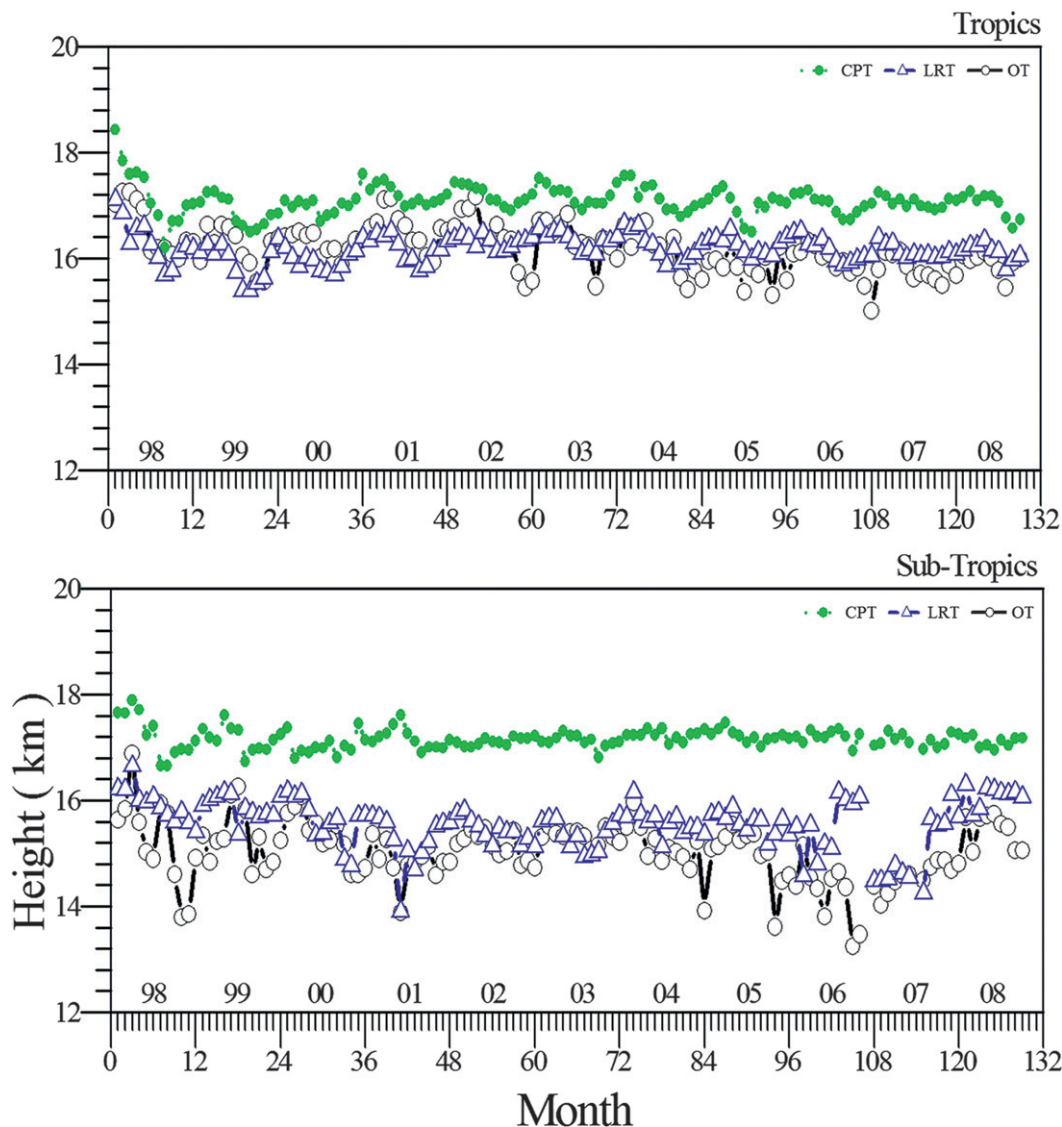 Tropics
20
CPT LRT OT
18
16
14
98 99 00 01 02 03 04 05 06 07 08
12
0 12 24 36 48 60 72 84 96 108 120 132
Sub-Tropics
20
CPT LRT OT
18
16
14
98 99 00 01 02 03 04 05 06 07 08
12
0 12 24 36 48 60 72 84 96 108 120 132
Height ( km )
Month